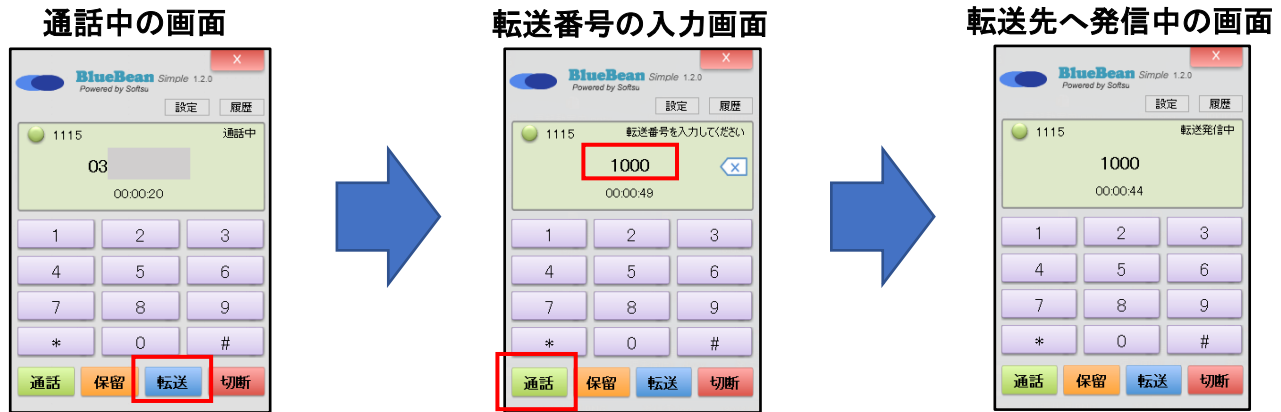 通話中の画面
X
BlueBean Simple 1.2.0
Powered by Softsu
設定 履歴
1115 通話中
03
00:00:20
1 2 3
4 5 6
7 8 9
* 0 #
通話 保留 転送 切断
転送番号の入力画面
X
BlueBean Simple 1.2.0
Powered by Softsu
設定 履歴
1115 転送番号を入力してください
1000
00:00:49
1 2 3
4 5 6
7 8 9
* 0 #
通話 保留 転送 切断
転送先へ発信中の画面
X
BlueBean Simple 1.2.0
Powered by Softsu
設定 履歴
1115 転送発信中
1000
00:00:44
1 2 3
4 5 6
7 8 9
* 0 #
通話 保留 転送 切断